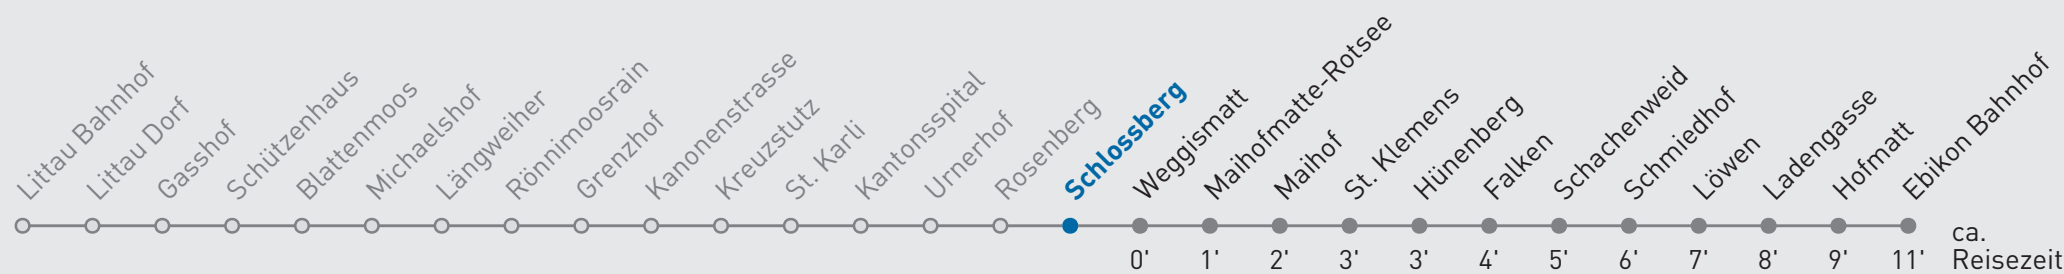 Littau Bahnhof
Littau Dorf
Gasshof
Schützenhaus
Blattenmoos
Michaelshof
Längweiher
Rönnimoosrain
Grenzhof
Kanonenstrasse
Kreuzstutz
St. Karli
Kantonsspital
Urnerhof
Rosenberg
Schlossberg
Weggismatt
Maihofmatte-Rotsee
Maihof
St. Klemens
Hünenberg
Falken
Schachenweid
Schmiedhof
Löwen
Ladengasse
Hofmatt
Ebikon Bahnhof
0' 1' 2' 3' 3' 4' 5' 6' 7' 8' 9' 11'
ca.
Reisezeit